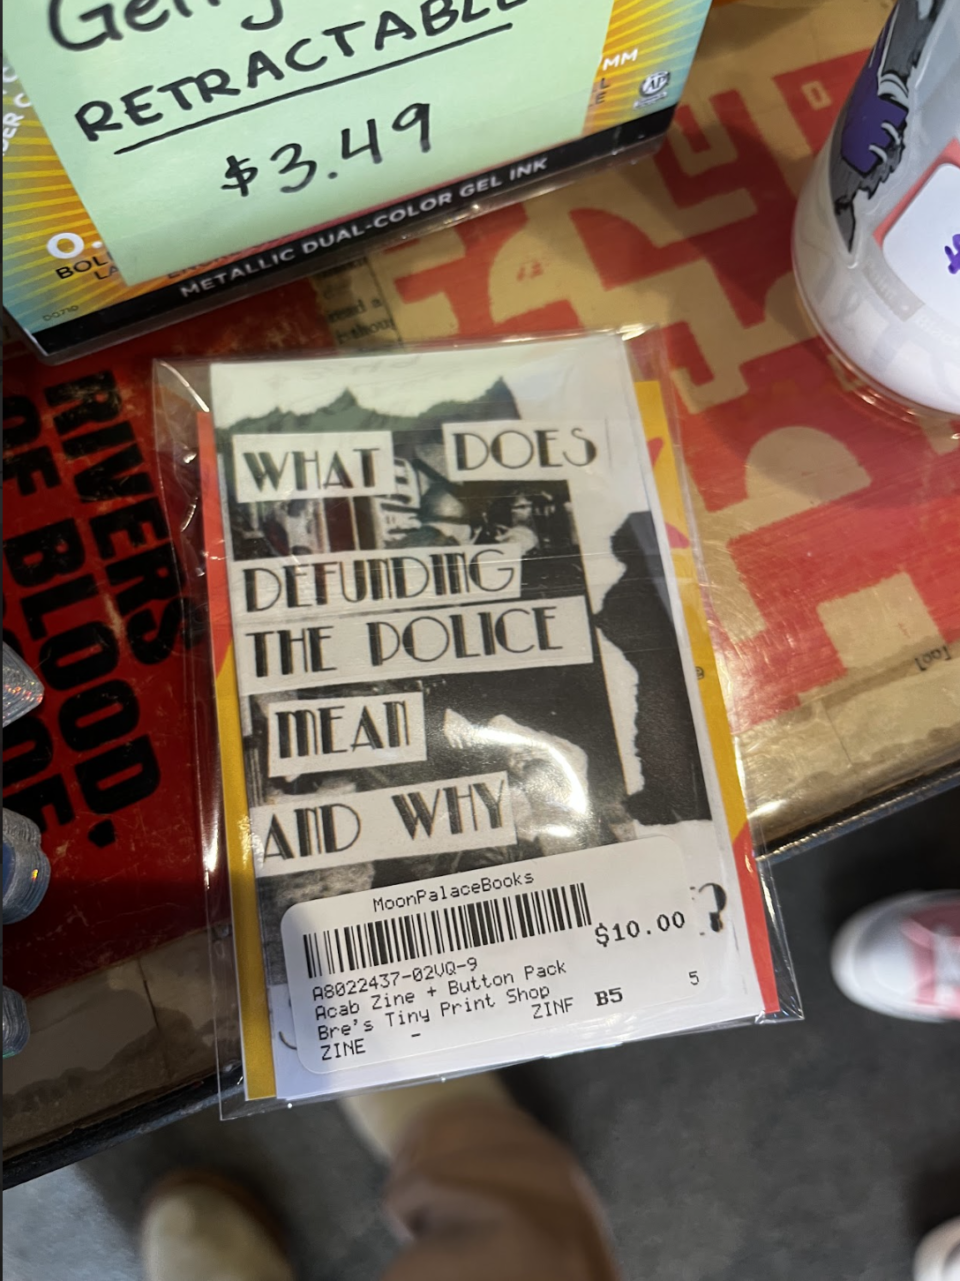 RETRACTABLE
$3.49
MM
METALLIC DUAL-COLOR GEL INK
RIVERS
OF BLOOD.
WHAT DOES
DEFUNDING
THE POLICE
MEAN
AND WHY
?
MoonPalaceBooks
$10.00
A8022437-02VQ-9
Acab Zine + Button Pack
Bre's Tiny Print Shop
ZINE - ZINF B5 5